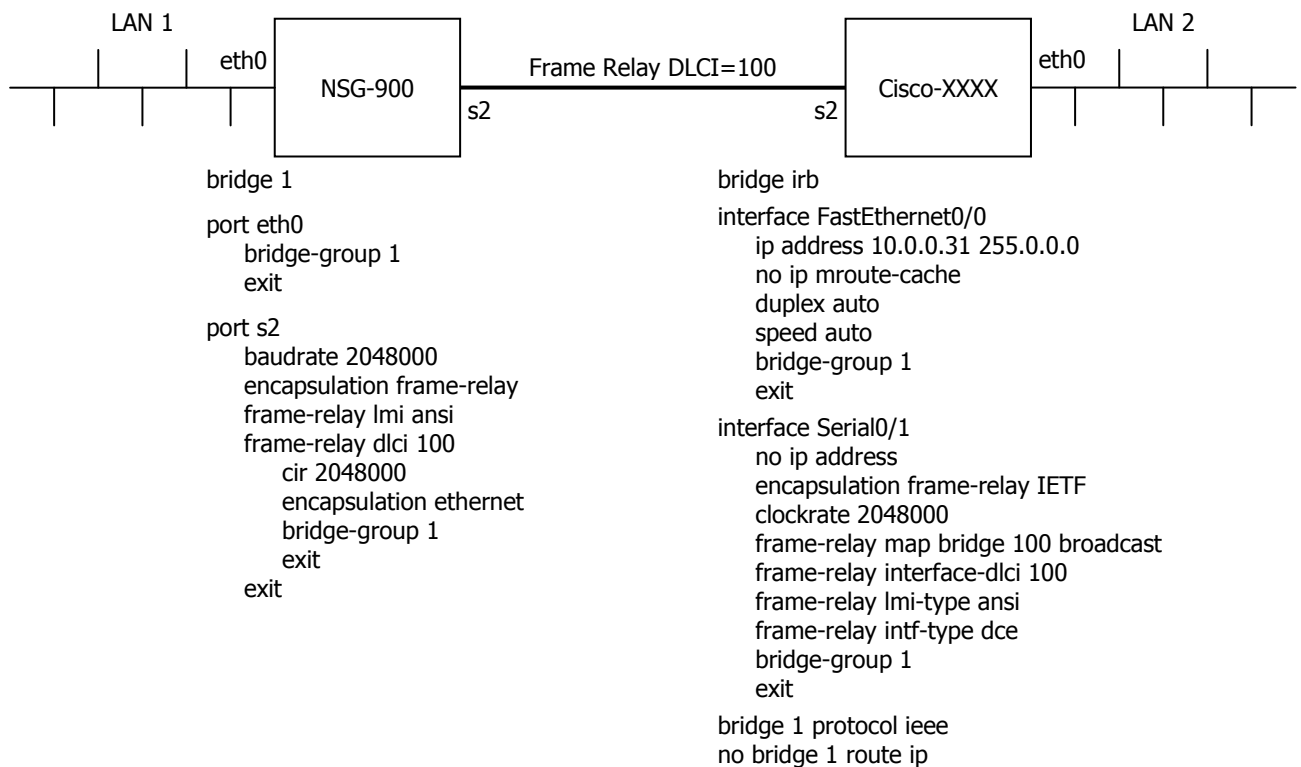 LAN 1
LAN 2
eth0
NSG-900
Frame Relay DLCI=100
Cisco-XXXX
eth0
s2
s2
bridge 1
port eth0
bridge-group 1
exit
port s2
baudrate 2048000
encapsulation frame-relay
frame-relay lmi ansi
frame-relay dlci 100
cir 2048000
encapsulation ethernet
bridge-group 1
exit
exit
bridge irb
interface FastEthernet0/0
ip address 10.0.0.31 255.0.0.0
no ip mroute-cache
duplex auto
speed auto
bridge-group 1
exit
interface Serial0/1
no ip address
encapsulation frame-relay IETF
clockrate 2048000
frame-relay map bridge 100 broadcast
frame-relay interface-dlci 100
frame-relay lmi-type ansi
frame-relay intf-type dce
bridge-group 1
exit
bridge 1 protocol ieee
no bridge 1 route ip